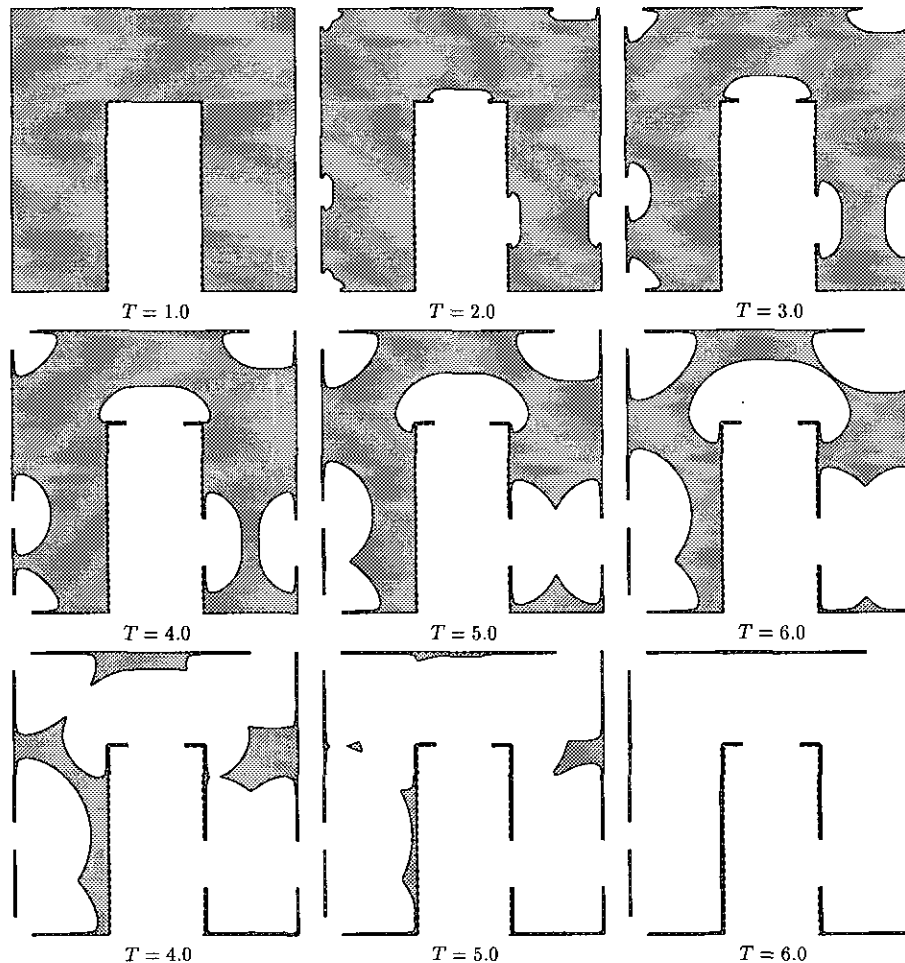 T = 1.0
T = 2.0
T = 3.0
T = 4.0
T = 5.0
T = 6.0
T = 4.0
T = 5.0
T = 6.0